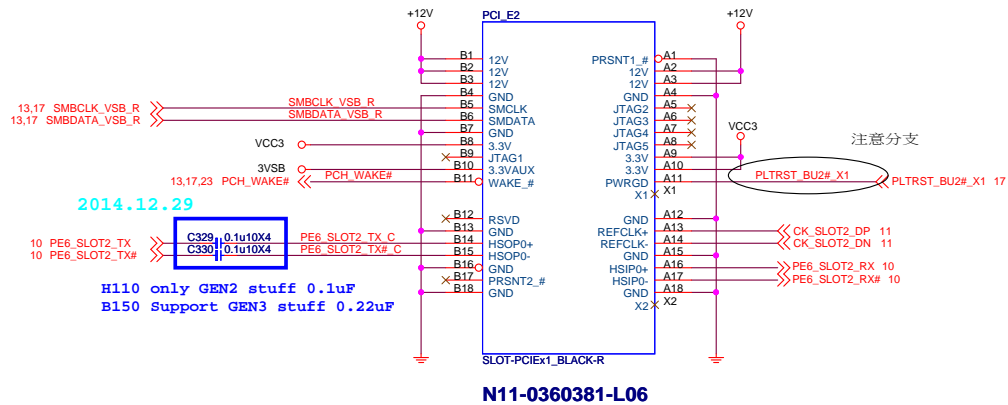 +12V PCI_E2 +12V
B1 12V PRSNT1_# A1
B2 12V 12V A2
B3 12V 12V A3
B4 GND GND A4
13,17 SMBCLK_VSB_R SMBCLK_VSB_R B5 SMCLK JTAG2 A5
13,17 SMBDATA_VSB_R SMBDATA_VSB_R B6 SMDATA JTAG3 A6
B7 GND JTAG4 A7 VCC3
VCC3 B8 3.3V JTAG5 A8 注意分支
B9 JTAG1 3.3V A9
3VSB B10 3.3VAUX 3.3V A10
13,17,23 PCH_WAKE# PCH_WAKE# B11 WAKE_# PWRGD A11 PLTRST_BU2#_X1 PLTRST_BU2#_X1 17
X1 X1
2014.12.29
B12 RSVD GND A12
B13 GND REFCLK+ A13 CK_SLOT2_DP 11
10 PE6_SLOT2_TX C329 0.1u10X4 PE6_SLOT2_TX_C B14 HSOP0+ REFCLK- A14 CK_SLOT2_DN 11
10 PE6_SLOT2_TX# C330 0.1u10X4 PE6_SLOT2_TX#_C B15 HSOP0- GND A15
B16 GND HSIP0+ A16 PE6_SLOT2_RX 10
B17 PRSNT2_# HSIP0- A17 PE6_SLOT2_RX# 10
B18 GND GND A18
X2 X2
H110 only GEN2 stuff 0.1uF
B150 Support GEN3 stuff 0.22uF
SLOT-PCIEx1_BLACK-R
N11-0360381-L06